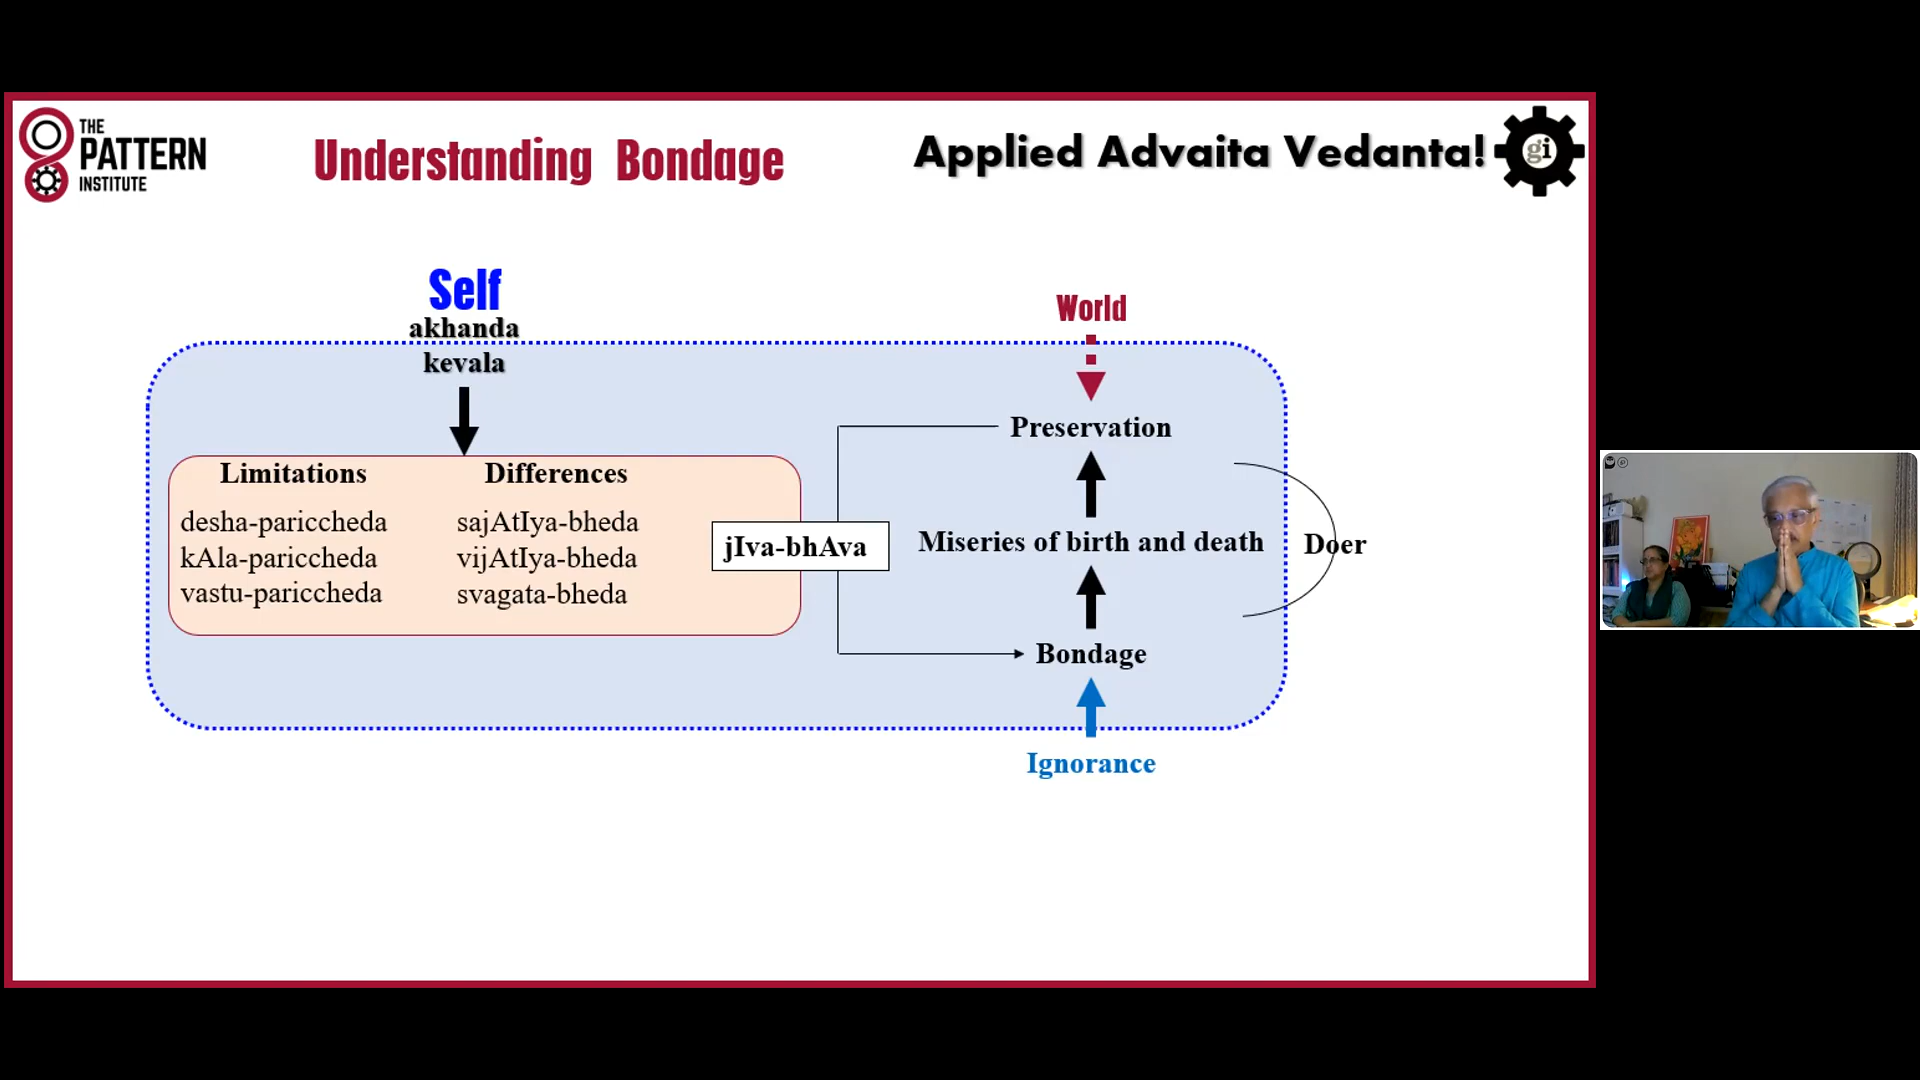 THE
PATTERN
INSTITUTE
Understanding Bondage
Applied Advaita Vedanta!
gi
Self
akhanda
kevala
World
Limitations
Differences
desha-pariccheda
sajAtIya-bheda
kAla-pariccheda
vijAtIya-bheda
vastu-pariccheda
svagata-bheda
jIva-bhAva
Preservation
Miseries of birth and death
Doer
Bondage
Ignorance